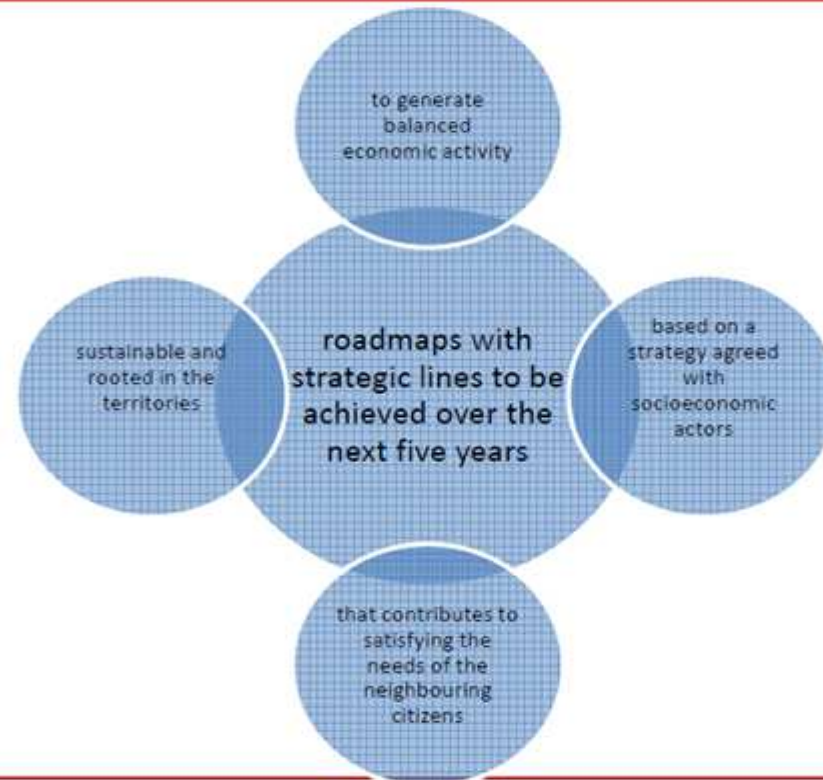 to generate
balanced
economic activity
sustainable and
rooted in the
territories
roadmaps with
strategic lines to be
achieved over the
next five years
based on a
strategy agreed
with
socioeconomic
actors
that contributes to
satisfying the
needs of the
neighbouring
citizens